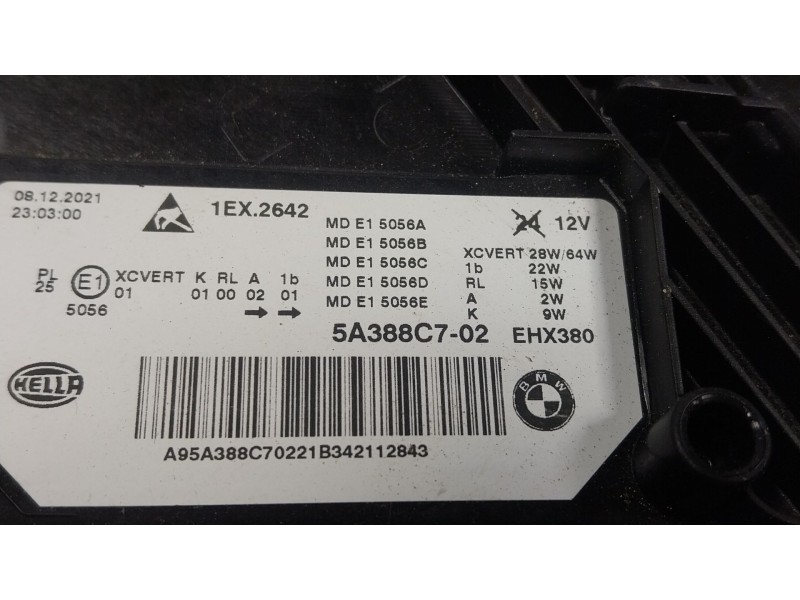 08.12.2021
23:03:00
1EX.2642
MD E1 5056A
MD E1 5056B
MD E1 5056C
MD E1 5056D
MD E1 5056E
24 12V
XCVERT 28W/64W
1b 22W
RL 15W
A 2W
K 9W
PL
25
E1
5056
XCVERT K RL A 1b
01 01 00 02 01
5A388C7-02 EHX380
HELLA
BMW
A95A388C70221B342112843